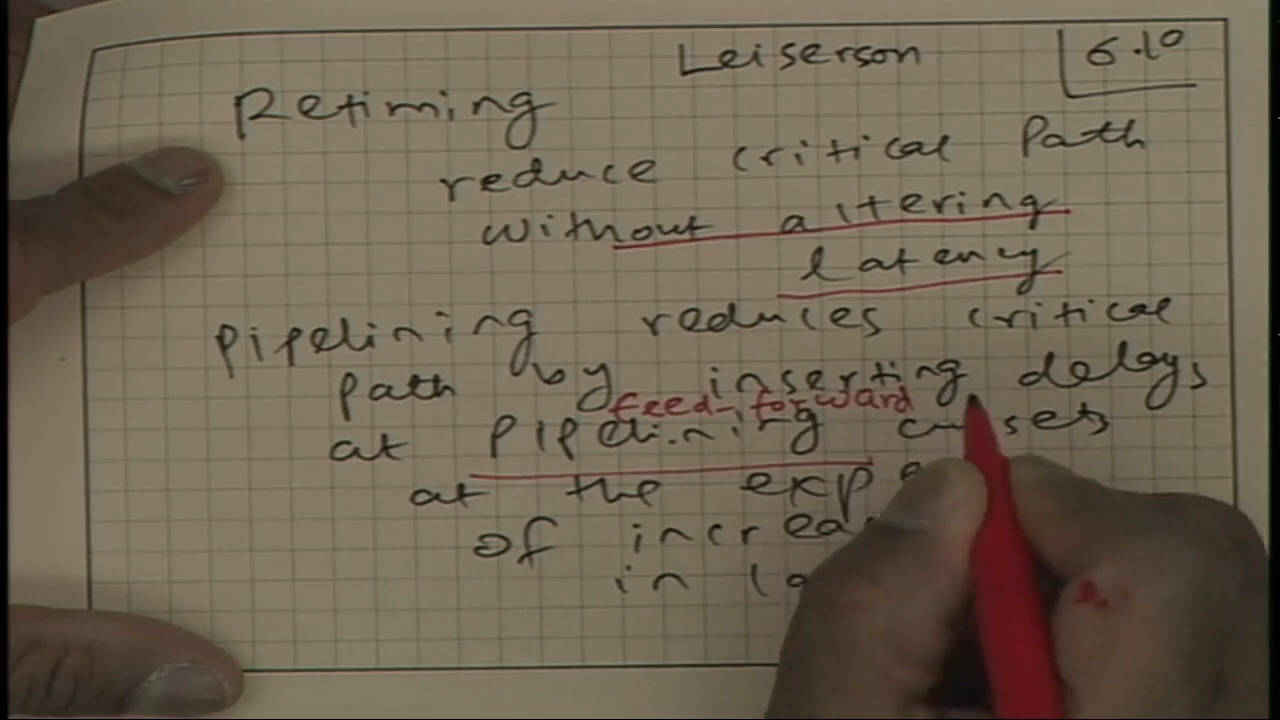 Leiserson 6.10
Retiming
reduce critical Path
without altering
latency
Pipelining reduces critical
path by inserting delays
feed-forward
at Pipelining cutsets
at the
of
in